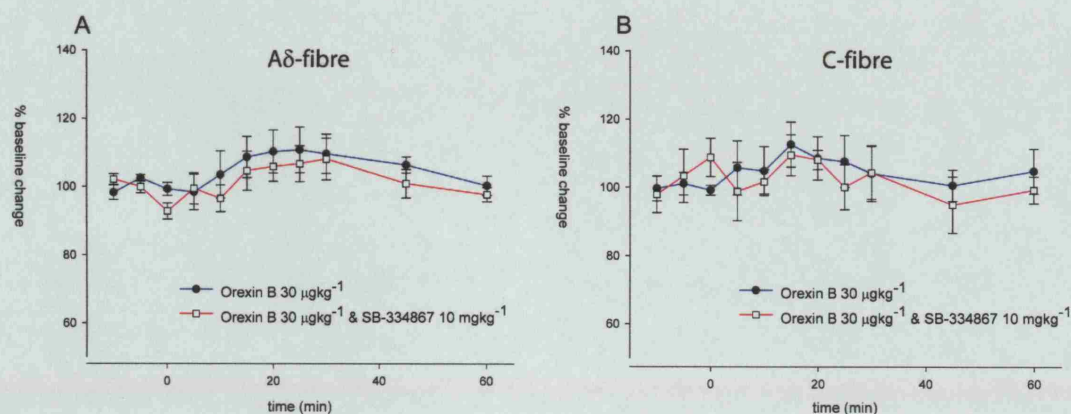 A
Aδ-fibre
% baseline change
140
120
100
80
60
Orexin B 30 μgkg⁻¹
Orexin B 30 μgkg⁻¹ & SB-334867 10 mgkg⁻¹
0 20 40 60
time (min)
B
C-fibre
% baseline change
140
120
100
80
60
Orexin B 30 μgkg⁻¹
Orexin B 30 μgkg⁻¹ & SB-334867 10 mgkg⁻¹
0 20 40 60
time (min)